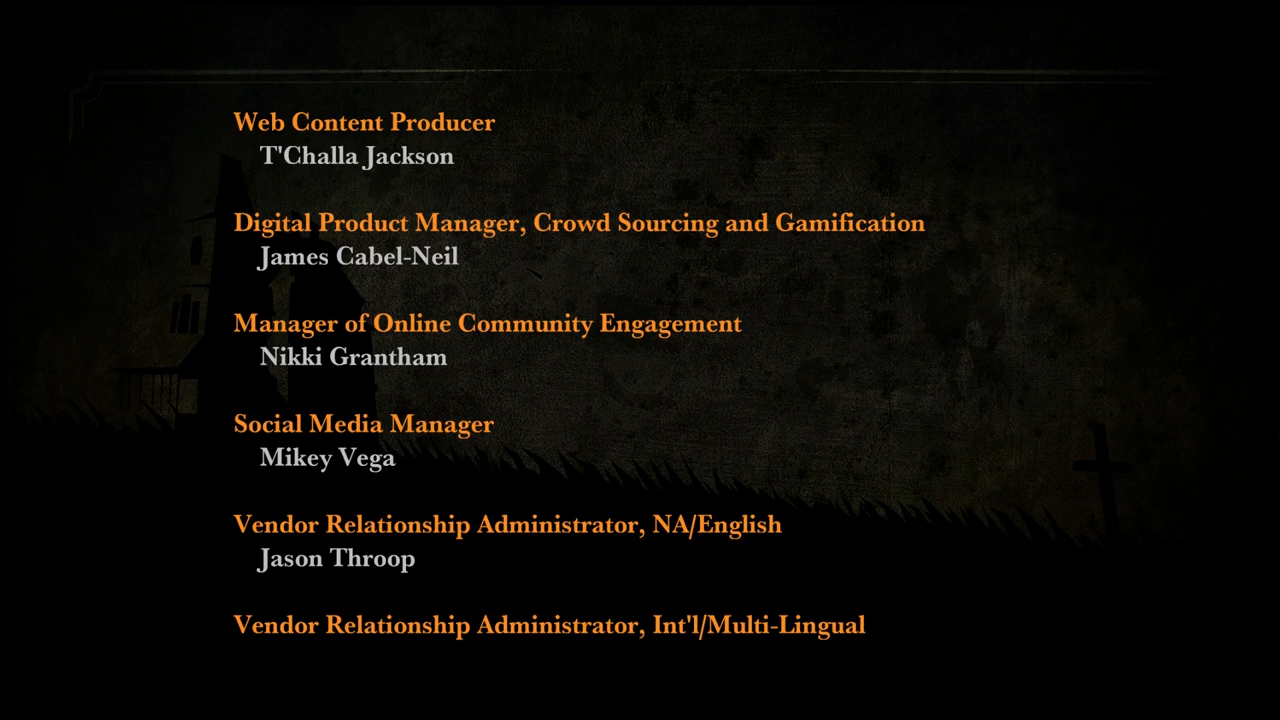 Web Content Producer
T'Challa Jackson
Digital Product Manager, Crowd Sourcing and Gamification
James Cabel-Neil
Manager of Online Community Engagement
Nikki Grantham
Social Media Manager
Mikey Vega
Vendor Relationship Administrator, NA/English
Jason Throop
Vendor Relationship Administrator, Int'l/Multi-Lingual